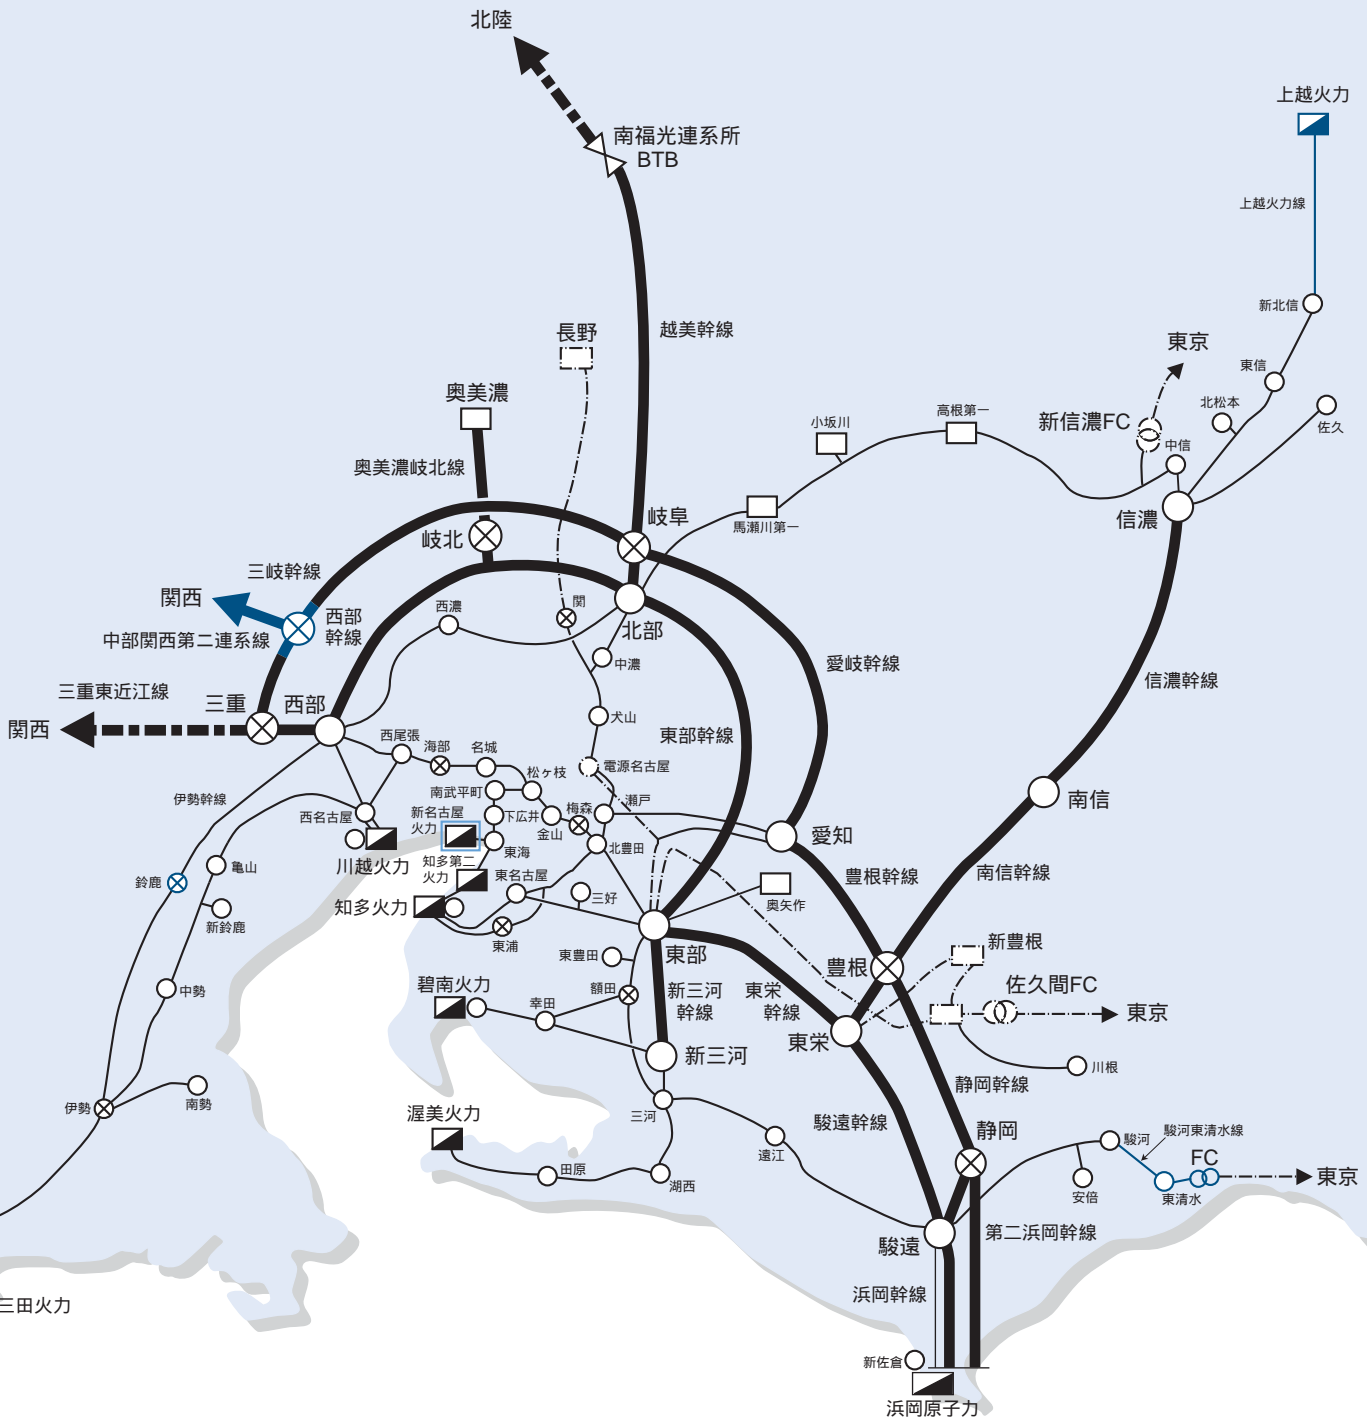 北陸
上越火力
南福光連系所
BTB
上越火力線
新北信
越美幹線
長野
東京
東信
奥美濃
北松本
佐久
小坂川
高根第一
新信濃FC
中信
奥美濃岐北線
馬瀬川第一
岐阜
信濃
岐北
三岐幹線
関西
西部
幹線
西濃
関
北部
中部関西第二連系線
中濃
愛岐幹線
信濃幹線
三重東近江線
三重
西部
関西
犬山
東部幹線
西尾張
海部
名城
松ヶ枝
電源名古屋
南武平町
瀬戸
南信
伊勢幹線
西名古屋
新名古屋
火力
下広井
金山
梅森
愛知
東海
北豊田
川越火力
知多第二
火力
東名古屋
豊根幹線
南信幹線
亀山
鈴鹿
三好
奥矢作
知多火力
新鈴鹿
東浦
東豊田
東部
新豊根
豊根
碧南火力
額田
新三河
幹線
東栄
幹線
佐久間FC
中勢
幸田
東京
東栄
新三河
川根
静岡幹線
伊勢
南勢
渥美火力
三河
駿遠幹線
静岡
遠江
駿河
駿河東清水線
FC
東京
田原
湖西
安倍
東清水
駿遠
第二浜岡幹線
三田火力
浜岡幹線
新佐倉
浜岡原子力